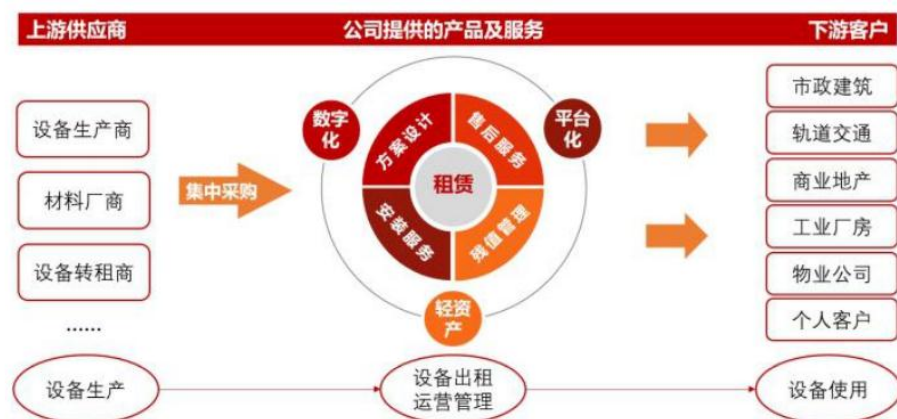 上游供应商
公司提供的产品及服务
下游客户
设备生产商
材料厂商
设备转租商
......
集中采购
数字
化
平台
化
轻资
产
方案设计
售后服务
安装服务
残值管理
租赁
市政建筑
轨道交通
商业地产
工业厂房
物业公司
个人客户
设备生产
设备出租
运营管理
设备使用